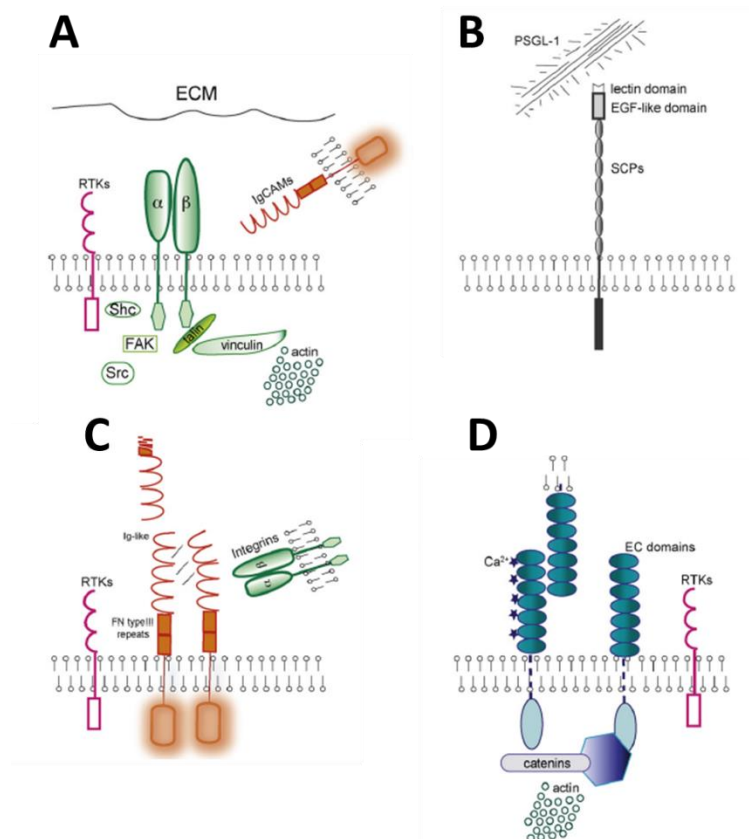 A
ECM
RTKs
α
β
IgCAMs
Shc
FAK
talin
vinculin
Src
actin
B
PSGL-1
lectin domain
EGF-like domain
SCPs
C
Ig-like
RTKs
FN typeIII
repeats
Integrins
β
α
D
Ca2+
EC domains
RTKs
catenins
actin